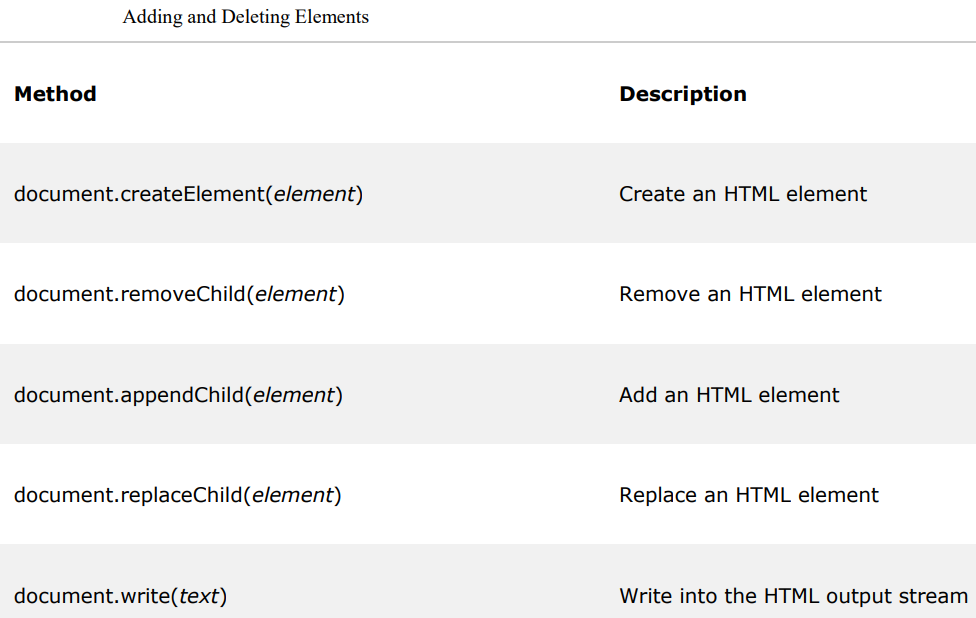 Adding and Deleting Elements
Method Description
document.createElement(element) Create an HTML element
document.removeChild(element) Remove an HTML element
document.appendChild(element) Add an HTML element
document.replaceChild(element) Replace an HTML element
document.write(text) Write into the HTML output stream